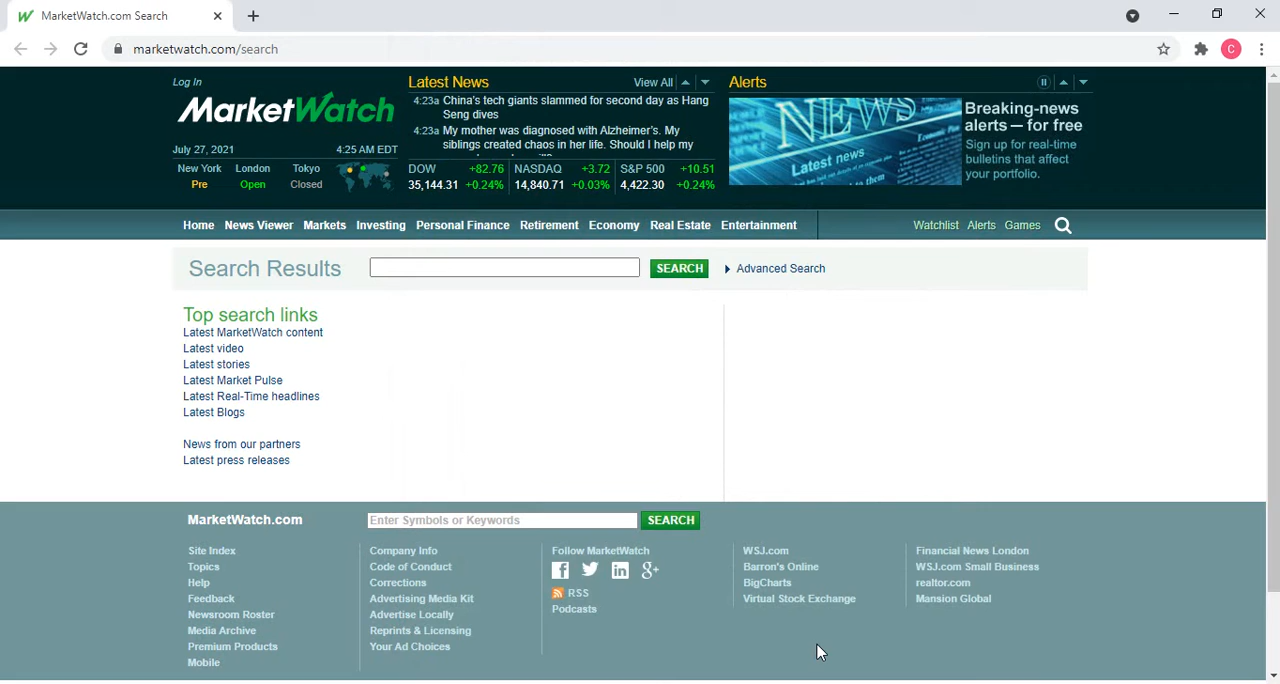 MarketWatch.com Search
marketwatch.com/search
C
Log In
MarketWatch
July 27, 2021 4:25 AM EDT
New York London Tokyo
Pre Open Closed
Latest News View All
4:23a China's tech giants slammed for second day as Hang
Seng dives
4:23a My mother was diagnosed with Alzheimer's. My
siblings created chaos in her life. Should I help my
DOW +82.76 NASDAQ +3.72 S&P 500 +10.51
35,144.31 +0.24% 14,840.71 +0.03% 4,422.30 +0.24%
Alerts
NEWS
Latest news
Breaking-news
alerts — for free
Sign up for real-time
bulletins that affect
your portfolio.
Home News Viewer Markets Investing Personal Finance Retirement Economy Real Estate Entertainment Watchlist Alerts Games
Search Results SEARCH Advanced Search
Top search links
Latest MarketWatch content
Latest video
Latest stories
Latest Market Pulse
Latest Real-Time headlines
Latest Blogs
News from our partners
Latest press releases
MarketWatch.com Enter Symbols or Keywords SEARCH
Site Index
Topics
Help
Feedback
Newsroom Roster
Media Archive
Premium Products
Mobile
Company Info
Code of Conduct
Corrections
Advertising Media Kit
Advertise Locally
Reprints & Licensing
Your Ad Choices
Follow MarketWatch
RSS
Podcasts
WSJ.com
Barron's Online
BigCharts
Virtual Stock Exchange
Financial News London
WSJ.com Small Business
realtor.com
Mansion Global